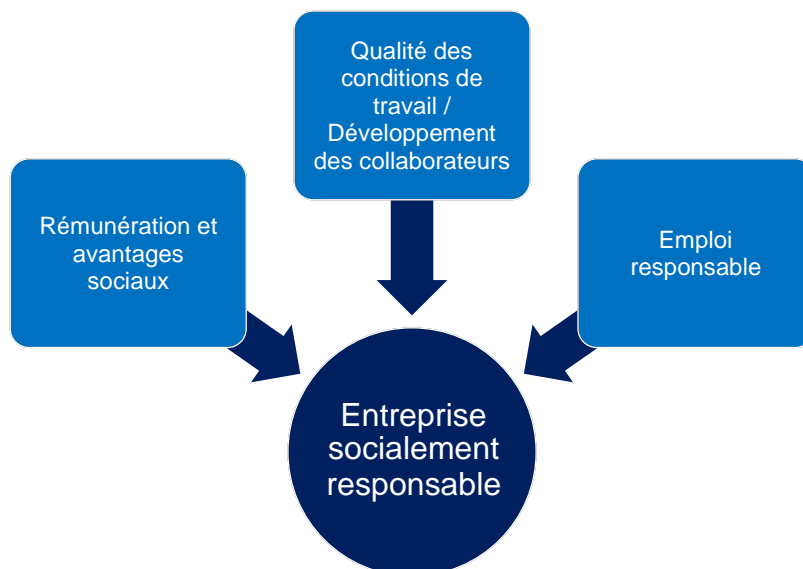 Qualité des
conditions de
travail /
Développement
des collaborateurs
Rémunération et
avantages
sociaux
Emploi
responsable
Entreprise
socialement
responsable